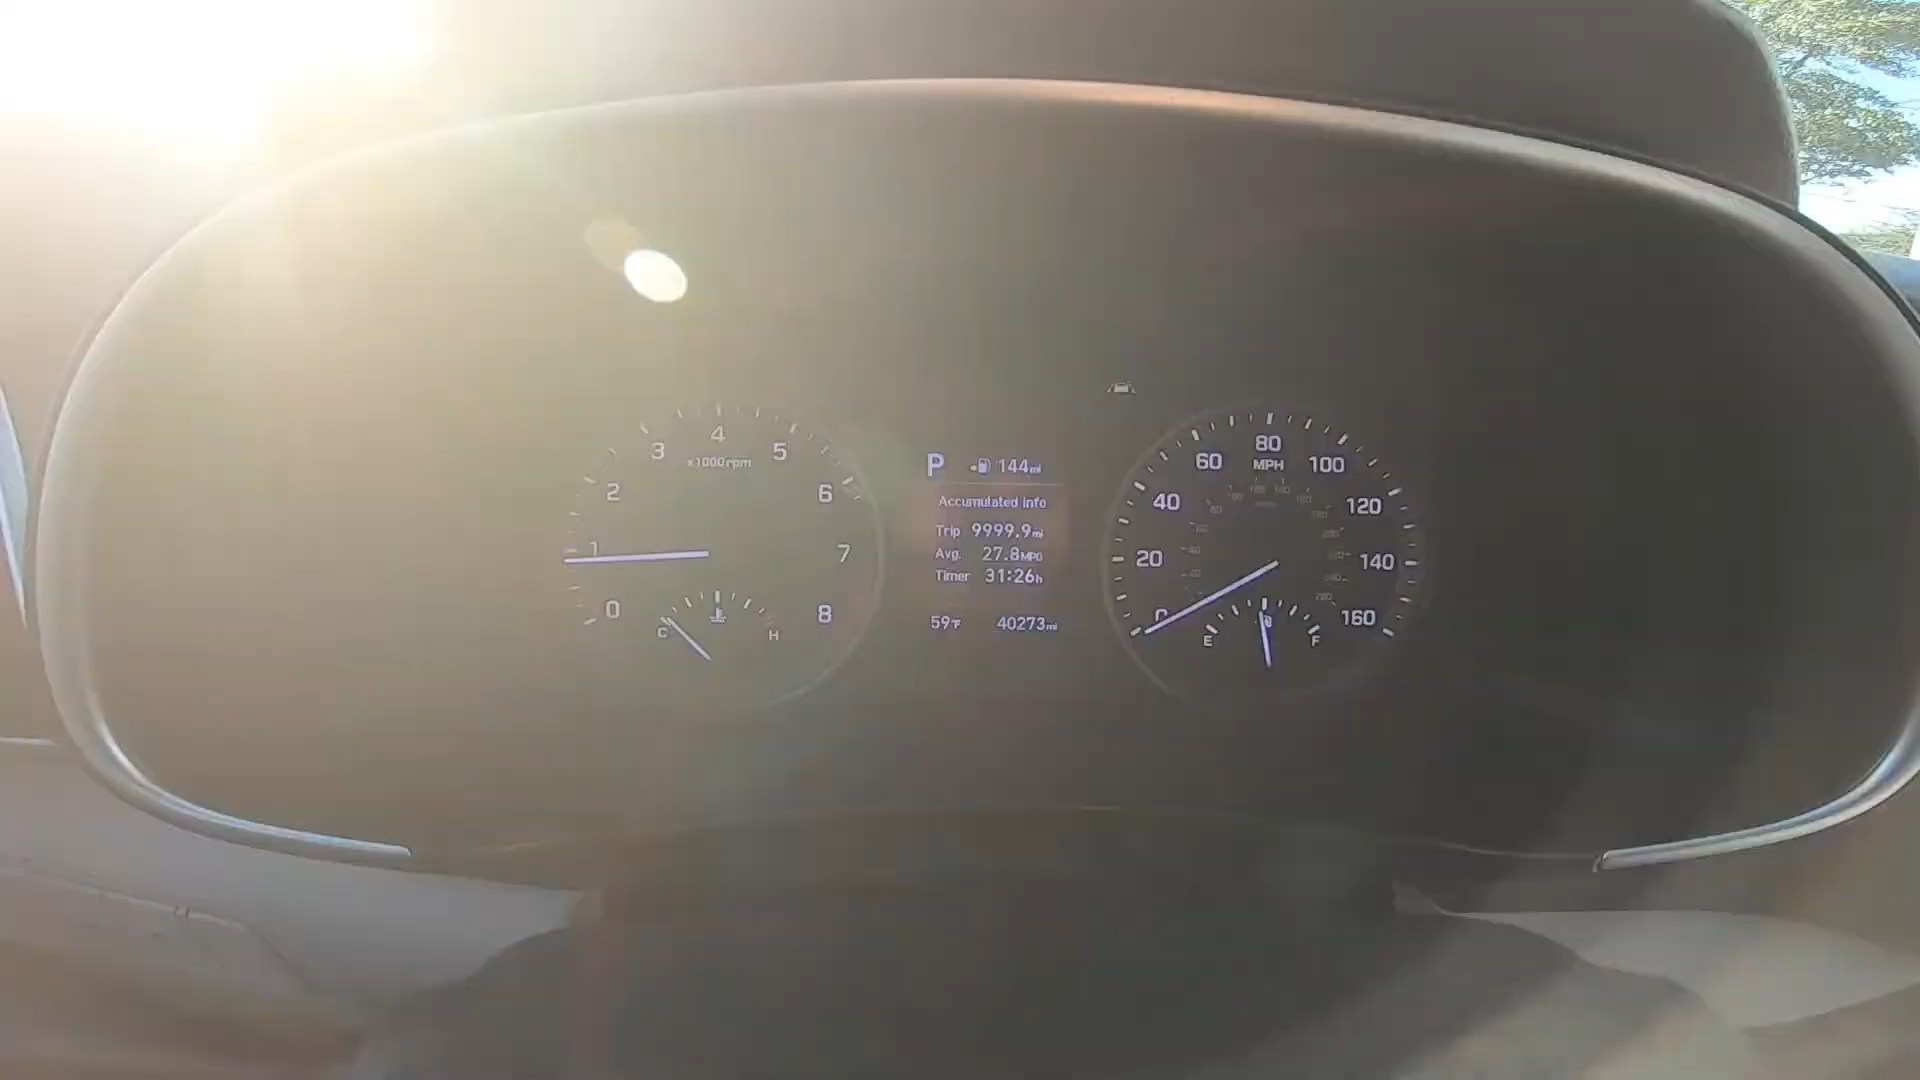 4
3 5
x1000rpm
2 6
1 7
0 8
C H
P 144mi
Accumulated info
Trip 9999.9mi
Avg. 27.8MPG
Timer 31:26h
59°F 40273mi
80
60 MPH 100
40 120
20 140
0 160
E F